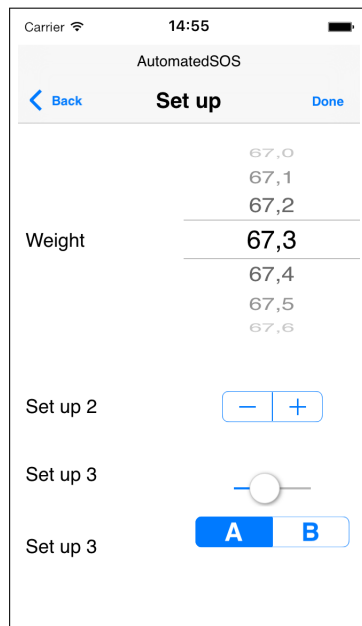 Carrier 14:55
AutomatedSOS
Back Set up Done
67,0
67,1
67,2
Weight 67,3
67,4
67,5
67,6
Set up 2 − +
Set up 3
A B
Set up 3